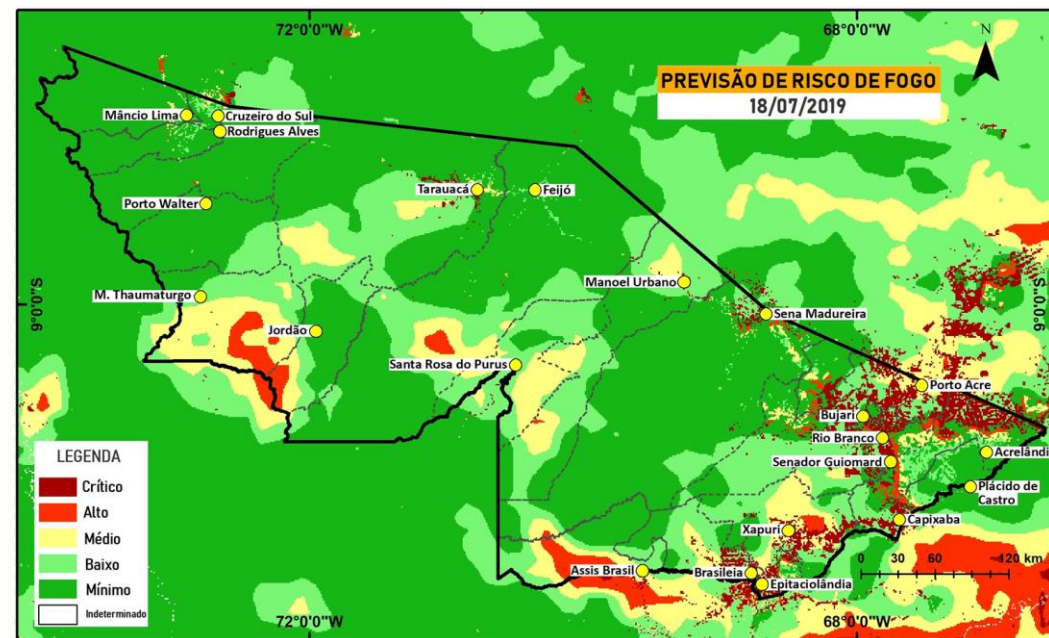 72°0'0"W
68°0'0"W
N
PREVISÃO DE RISCO DE FOGO
18/07/2019
Mâncio Lima
Cruzeiro do Sul
Rodrigues Alves
Tarauacá
Feijó
Porto Walter
Manoel Urbano
M. Thaumaturgo
9°0'0"S
9°0'0"S
Sena Madureira
Jordão
Santa Rosa do Purus
Porto Acre
Bujari
Rio Branco
Acrelândi
Senador Guiomard
Plácido de
Castro
Capixaba
Xapuri
Assis Brasil
Brasileia
Epitaciolândia
LEGENDA
Crítico
Alto
Médio
Baixo
Mínimo
Indeterminado
0 30 60 120 km
72°0'0"W
68°0'0"W